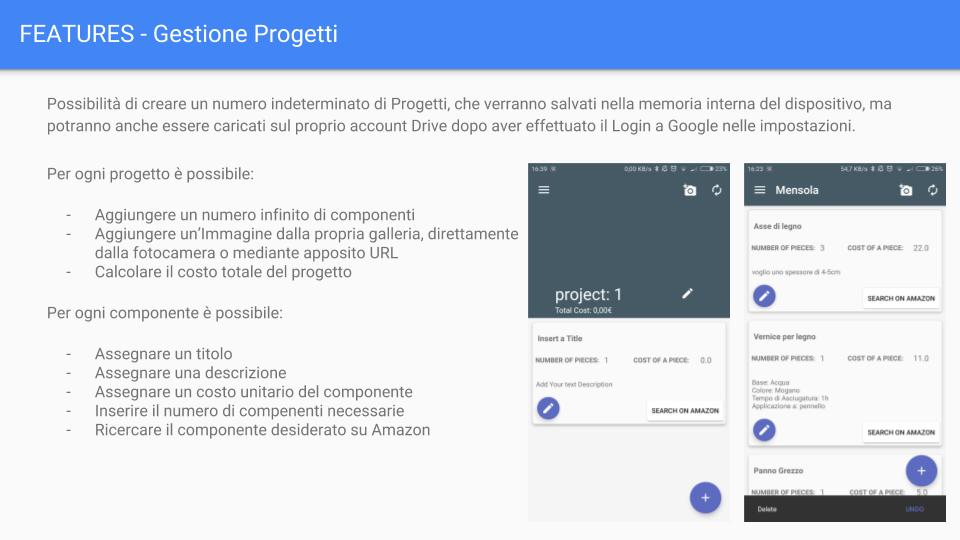 FEATURES - Gestione Progetti
Possibilità di creare un numero indeterminato di Progetti, che verranno salvati nella memoria interna del dispositivo, ma
potranno anche essere caricati sul proprio account Drive dopo aver effettuato il Login a Google nelle impostazioni.
Per ogni progetto è possibile:
- Aggiungere un numero infinito di componenti
- Aggiungere un'Immagine dalla propria galleria, direttamente
dalla fotocamera o mediante apposito URL
- Calcolare il costo totale del progetto
Per ogni componente è possibile:
- Assegnare un titolo
- Assegnare una descrizione
- Assegnare un costo unitario del componente
- Inserire il numero di compenenti necessarie
- Ricercare il componente desiderato su Amazon
16:39 0,00 KB/s 23%
project: 1
Total Cost: 0,00€
Insert a Title
NUMBER OF PIECES: 1 COST OF A PIECE: 0.0
Add Your text Description
SEARCH ON AMAZON
16:23 54,7 KB/s 26%
Mensola
Asse di legno
NUMBER OF PIECES: 3 COST OF A PIECE: 22.0
voglio uno spessore di 4-5cm
SEARCH ON AMAZON
Vernice per legno
NUMBER OF PIECES: 1 COST OF A PIECE: 11.0
Base: Acqua
Colore: Mogano
Tempo di Asciugatura: 1h
Applicazione a: pennello
SEARCH ON AMAZON
Panno Grezzo
NUMBER OF PIECES: 1 COST OF A PIECE: 5.0
Delete UNDO